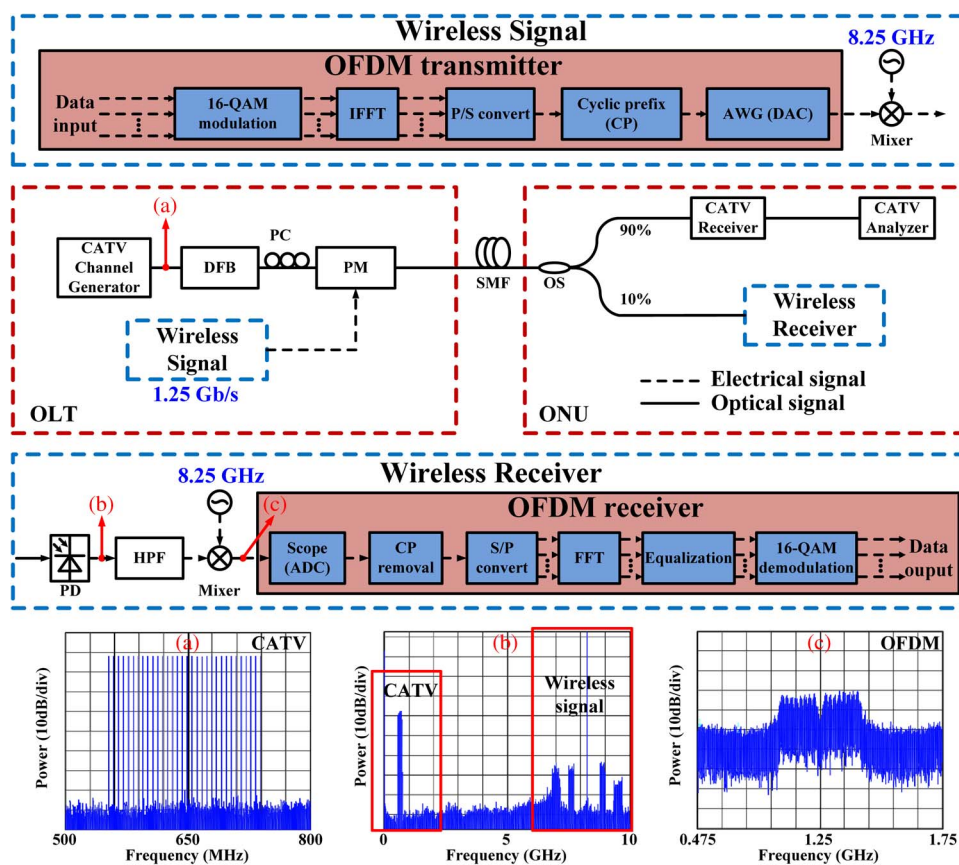 Wireless Signal
8.25 GHz
OFDM transmitter
Data
input
16-QAM
modulation
IFFT
P/S convert
Cyclic prefix
(CP)
AWG (DAC)
Mixer
(a)
CATV
Channel
Generator
DFB
PC
PM
SMF
OS
90%
10%
CATV
Receiver
CATV
Analyzer
Wireless
Receiver
Wireless
Signal
1.25 Gb/s
Electrical signal
Optical signal
OLT
ONU
Wireless Receiver
8.25 GHz
(b)
(c)
OFDM receiver
PD
HPF
Mixer
Scope
(ADC)
CP
removal
S/P
convert
FFT
Equalization
16-QAM
demodulation
Data
ouput
(a)
CATV
Power (10dB/div)
500
650
800
Frequency (MHz)
(b)
CATV
Wireless
signal
Power (10dB/div)
0
5
10
Frequency (GHz)
(c)
OFDM
Power (10dB/div)
0.475
1.25
1.75
Frequency (GHz)